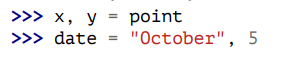 >>> x, y = point
>>> date = "October", 5